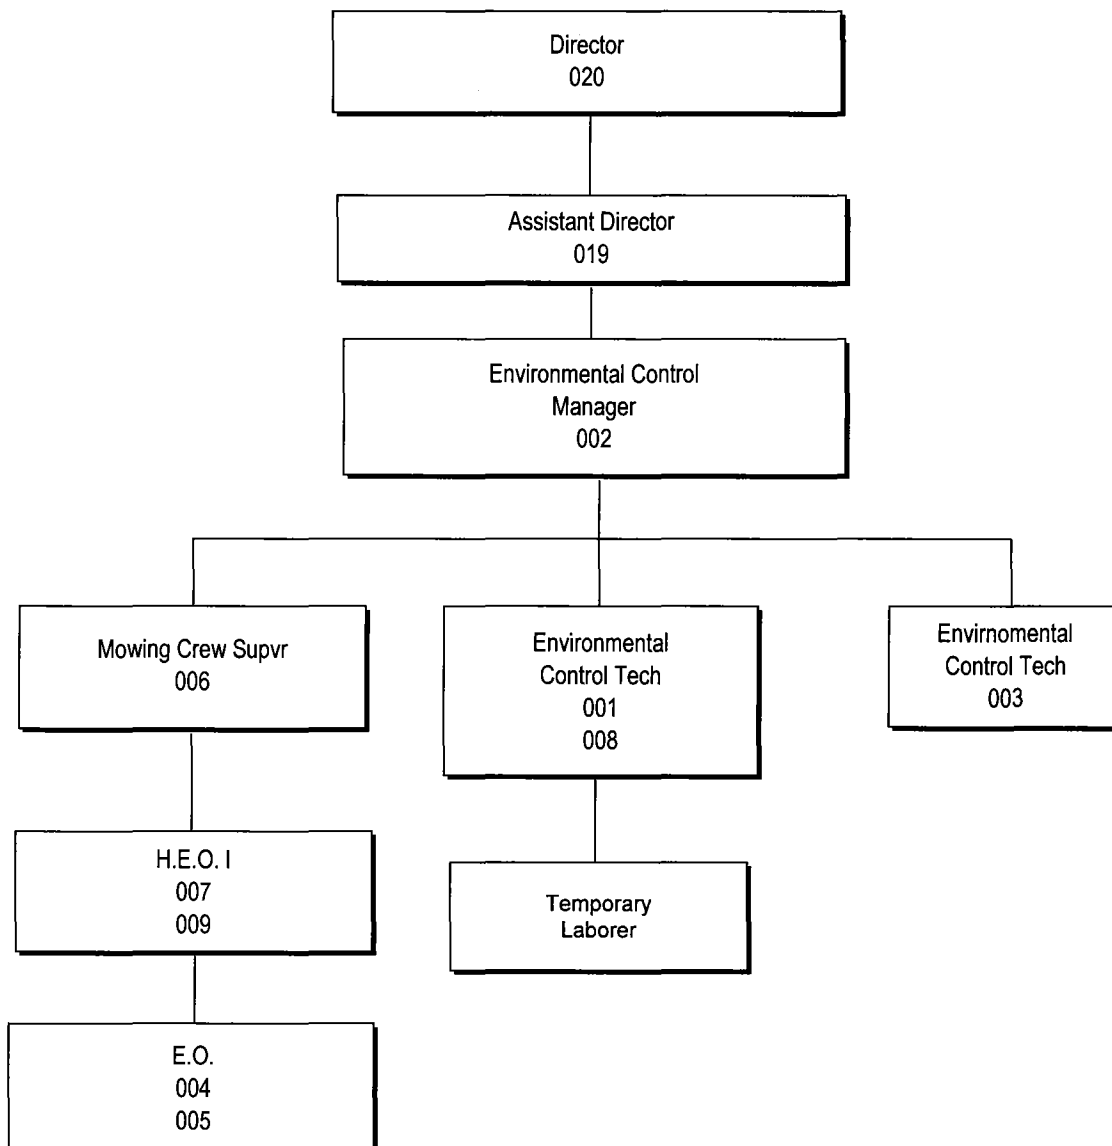 Director
020
Assistant Director
019
Environmental Control
Manager
002
Mowing Crew Supvr
006
Environmental
Control Tech
001
008
Envirnomental
Control Tech
003
H.E.O. I
007
009
Temporary
Laborer
E.O.
004
005